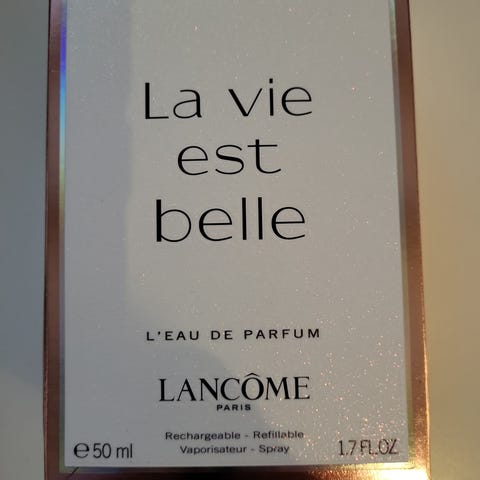 La vie
est
belle
L'EAU DE PARFUM
LANCÔME
PARIS
Rechargeable - Refillable
℮50 ml Vaporisateur - Spray 1.7 FL.OZ